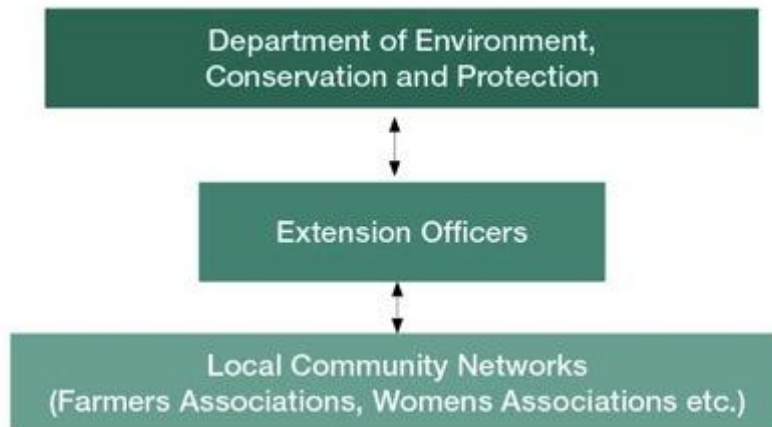 Department of Environment,
Conservation and Protection
Extension Officers
Local Community Networks
(Farmers Associations, Womens Associations etc.)